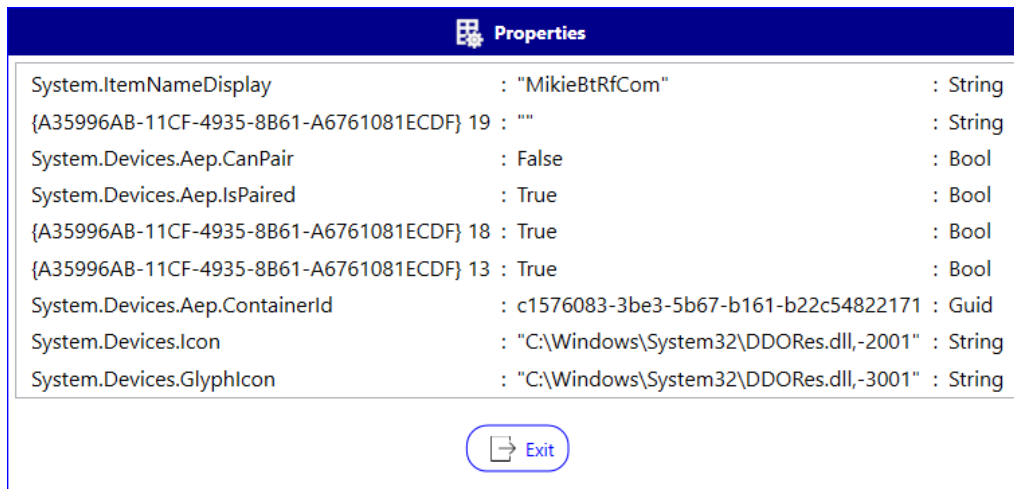 Properties
System.ItemNameDisplay : "MikieBtRfCom" : String
{A35996AB-11CF-4935-8B61-A6761081ECDF} 19 : "" : String
System.Devices.Aep.CanPair : False : Bool
System.Devices.Aep.IsPaired : True : Bool
{A35996AB-11CF-4935-8B61-A6761081ECDF} 18 : True : Bool
{A35996AB-11CF-4935-8B61-A6761081ECDF} 13 : True : Bool
System.Devices.Aep.ContainerId : c1576083-3be3-5b67-b161-b22c54822171 : Guid
System.Devices.Icon : "C:\Windows\System32\DDORes.dll,-2001" : String
System.Devices.GlyphIcon : "C:\Windows\System32\DDORes.dll,-3001" : String
Exit